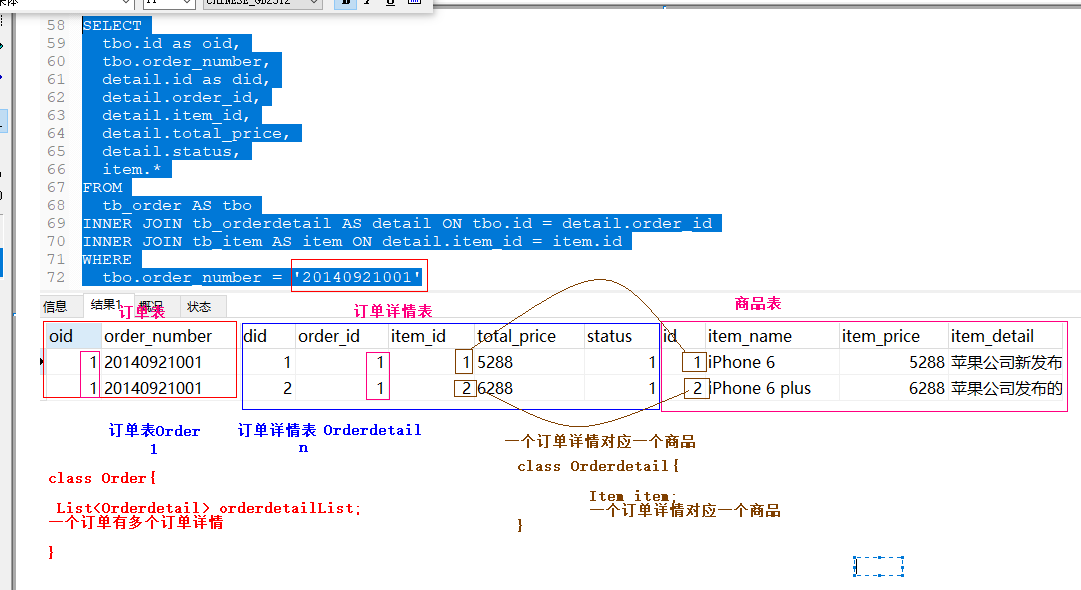 CHINESE_GB2312
58 SELECT
59 tbo.id as oid,
60 tbo.order_number,
61 detail.id as did,
62 detail.order_id,
63 detail.item_id,
64 detail.total_price,
65 detail.status,
66 item.*
67 FROM
68 tb_order AS tbo
69 INNER JOIN tb_orderdetail AS detail ON tbo.id = detail.order_id
70 INNER JOIN tb_item AS item ON detail.item_id = item.id
71 WHERE
72 tbo.order_number = '20140921001'
信息 结果1 概况 状态
订单表 订单详情表 商品表
oid order_number did order_id item_id total_price status id item_name item_price item_detail
1 20140921001 1 1 1 5288 1 1 iPhone 6 5288 苹果公司新发布
1 20140921001 2 1 2 6288 1 2 iPhone 6 plus 6288 苹果公司发布的
订单表Order 订单详情表 Orderdetail
1 n
一个订单详情对应一个商品
class Order{
List<Orderdetail> orderdetailList;
一个订单有多个订单详情
}
class Orderdetail{
Item item;
一个订单详情对应一个商品
}